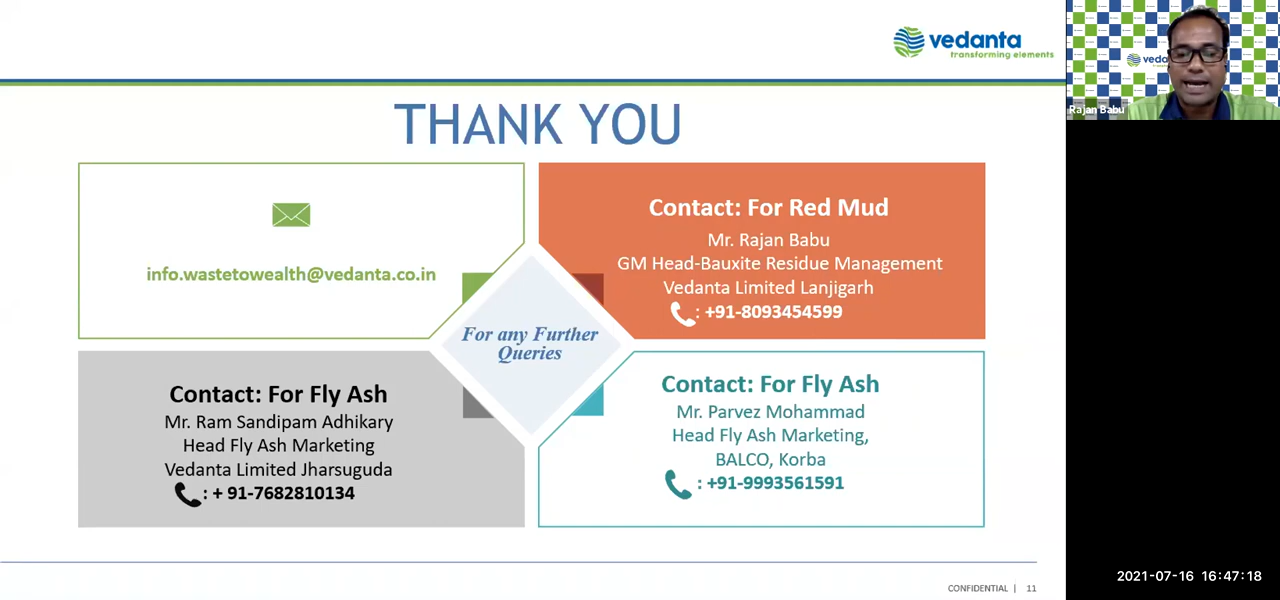 vedanta
transforming elements
THANK YOU
info.wastetowealth@vedanta.co.in
Contact: For Red Mud
Mr. Rajan Babu
GM Head-Bauxite Residue Management
Vedanta Limited Lanjigarh
: +91-8093454599
For any Further
Queries
Contact: For Fly Ash
Mr. Ram Sandipam Adhikary
Head Fly Ash Marketing
Vedanta Limited Jharsuguda
: + 91-7682810134
Contact: For Fly Ash
Mr. Parvez Mohammad
Head Fly Ash Marketing,
BALCO, Korba
: +91-9993561591
CONFIDENTIAL | 11
Rajan Babu
2021-07-16 16:47:18